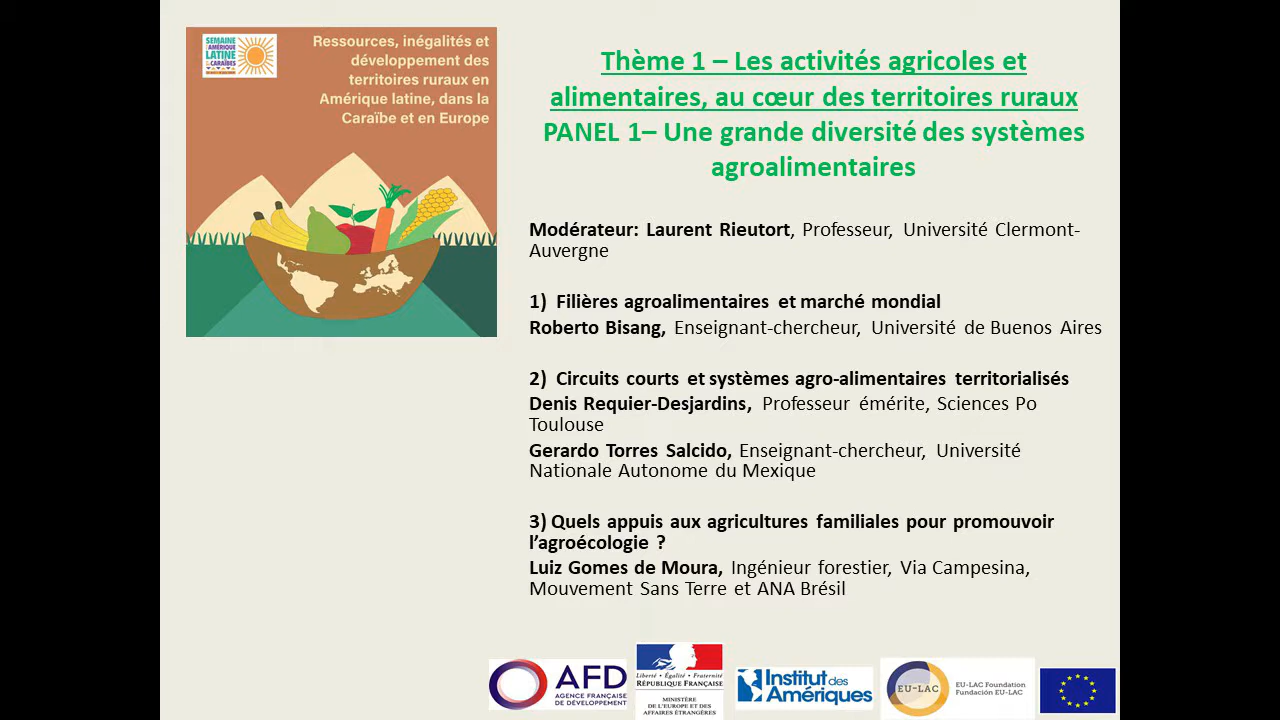 SEMAINE
AMÉRIQUE
LATINE
CARAÏBES
Ressources, inégalités et
développement des
territoires ruraux en
Amérique latine, dans la
Caraïbe et en Europe
Thème 1 – Les activités agricoles et
alimentaires, au cœur des territoires ruraux
PANEL 1– Une grande diversité des systèmes
agroalimentaires
Modérateur: Laurent Rieutort, Professeur, Université Clermont-
Auvergne
1) Filières agroalimentaires et marché mondial
Roberto Bisang, Enseignant-chercheur, Université de Buenos Aires
2) Circuits courts et systèmes agro-alimentaires territorialisés
Denis Requier-Desjardins, Professeur émérite, Sciences Po
Toulouse
Gerardo Torres Salcido, Enseignant-chercheur, Université
Nationale Autonome du Mexique
3) Quels appuis aux agricultures familiales pour promouvoir
l’agroécologie ?
Luiz Gomes de Moura, Ingénieur forestier, Via Campesina,
Mouvement Sans Terre et ANA Brésil
AFD
AGENCE FRANÇAISE
DE DÉVELOPPEMENT
Liberté • Égalité • Fraternité
RÉPUBLIQUE FRANÇAISE
MINISTÈRE
DE L'EUROPE ET DES
AFFAIRES ÉTRANGÈRES
Institut des
Amériques
EU-LAC
EU-LAC Foundation
Fundación EU-LAC